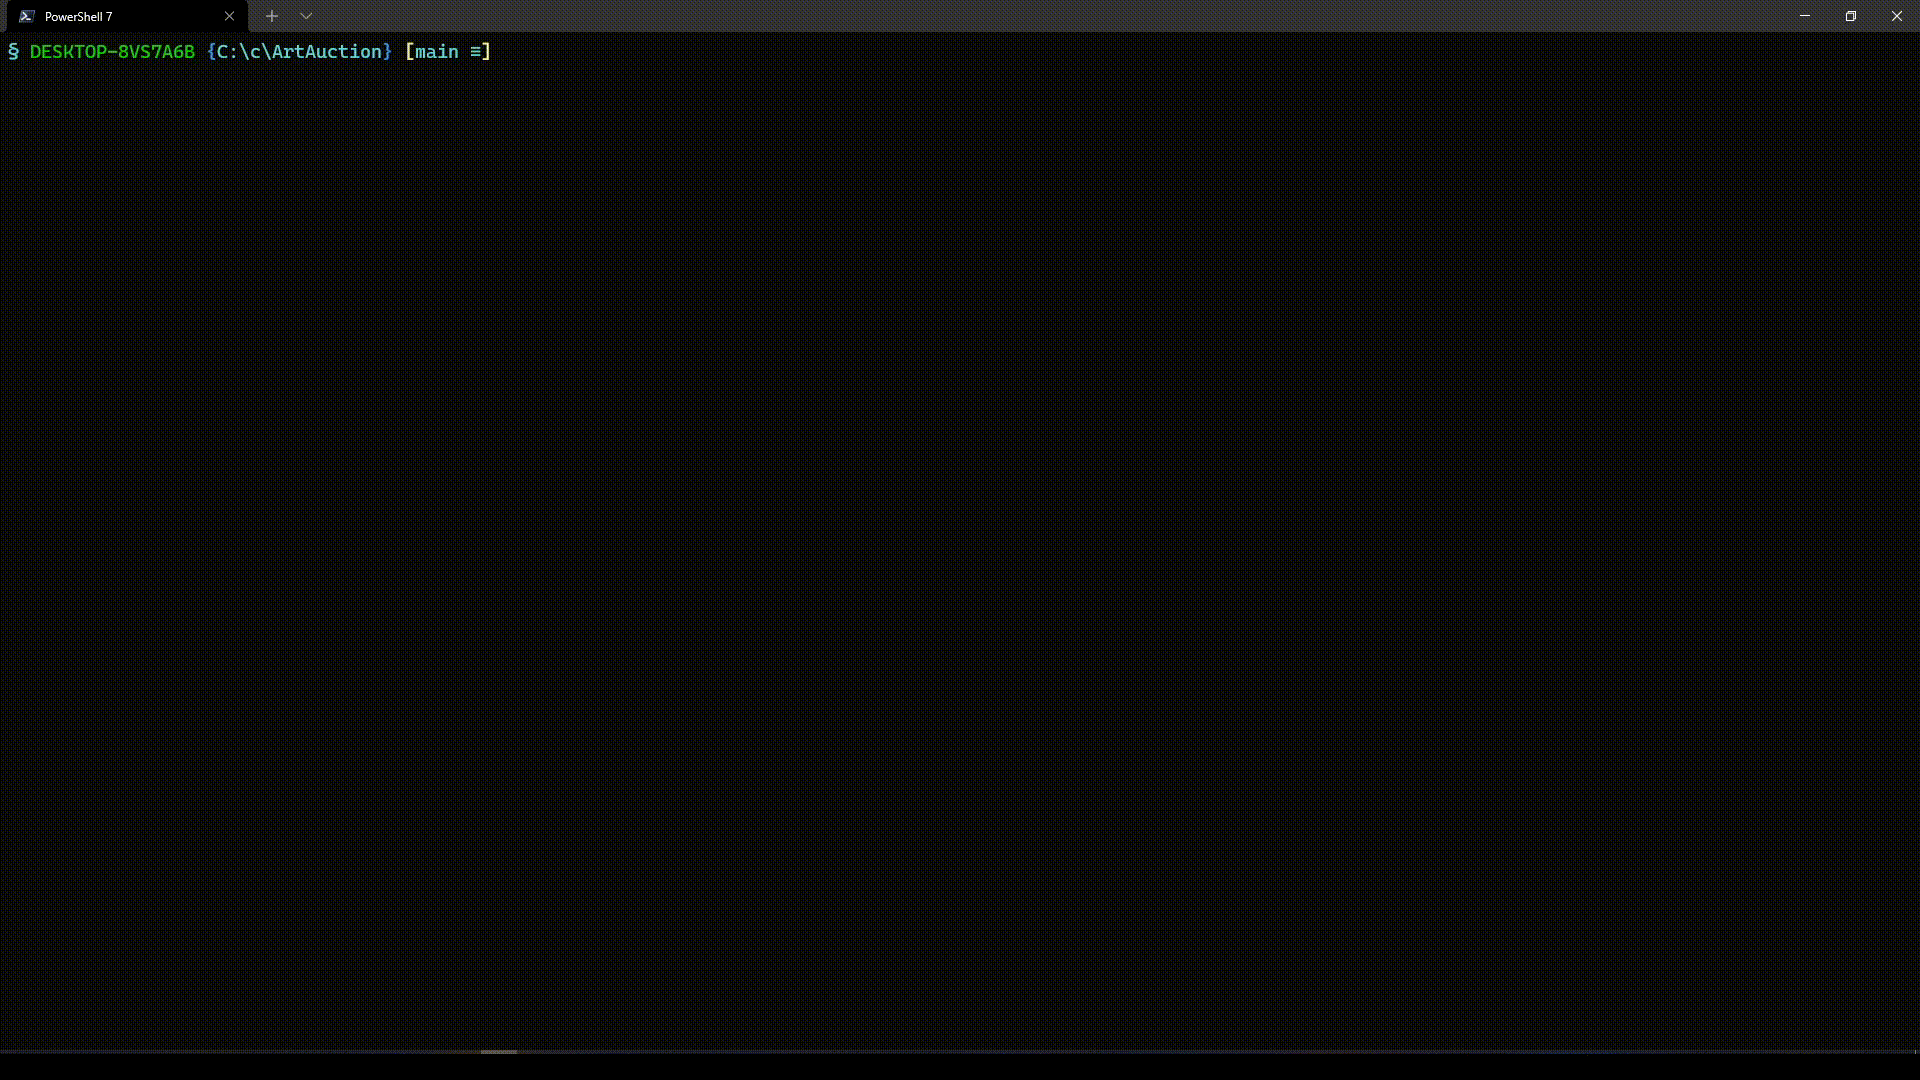 PowerShell 7
§ DESKTOP-8VS7A6B {C:\c\ArtAuction} [main ≡]